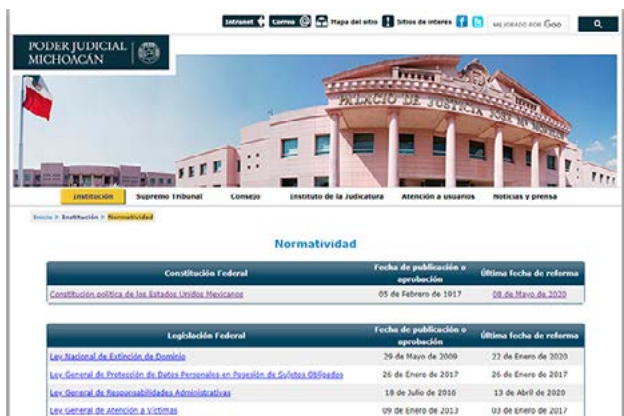 Intranet Correo Mapa del sitio Sitios de interes MEJORADO POR Goo
PODER JUDICIAL
MICHOACÁN
PALACIO DE JUSTICIA JOSE Ma MORELOS
Institución Supremo Tribunal Consejo Instituto de la Judicatura Atención a usuarios Noticias y prensa
Inicio > Institución > Normatividad
Normatividad
Constitución Federal Fecha de publicación o aprobación Última fecha de reforma
Constitución política de los Estados Unidos Mexicanos 05 de Febrero de 1917 08 de Mayo de 2020
Legislación Federal Fecha de publicación o aprobación Última fecha de reforma
Ley Nacional de Extinción de Dominio 29 de Mayo de 2009 22 de Enero de 2020
Ley General de Protección de Datos Personales en Posesión de Sujetos Obligados 26 de Enero de 2017 26 de Enero de 2017
Ley General de Responsabilidades Administrativas 18 de Julio de 2016 13 de Abril de 2020
Ley General de Atención a Víctimas 09 de Enero de 2013 03 de Enero de 2017